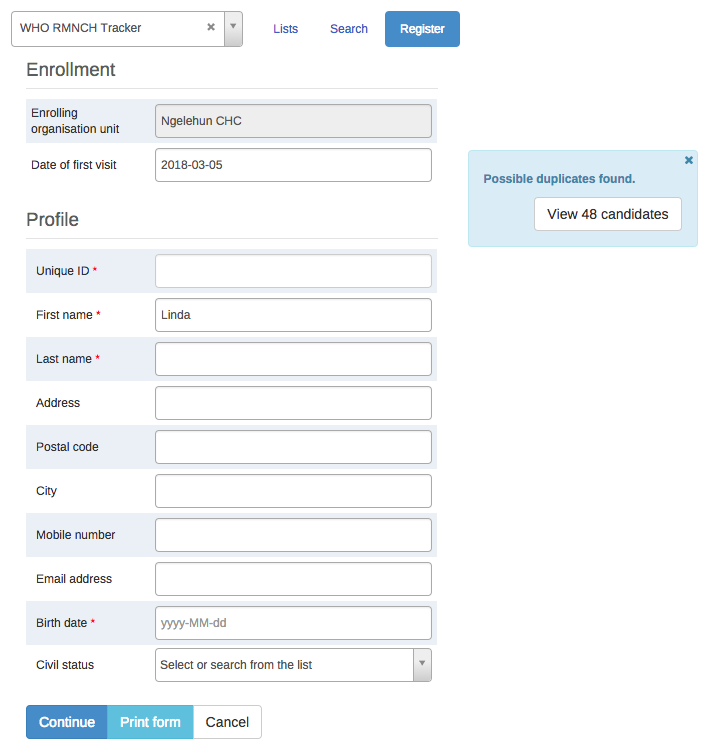 WHO RMNCH Tracker
Lists
Search
Register
Enrollment
Enrolling
organisation unit
Ngelehun CHC
Date of first visit
2018-03-05
Possible duplicates found.
View 48 candidates
Profile
Unique ID *
First name *
Linda
Last name *
Address
Postal code
City
Mobile number
Email address
Birth date *
yyyy-MM-dd
Civil status
Select or search from the list
Continue
Print form
Cancel